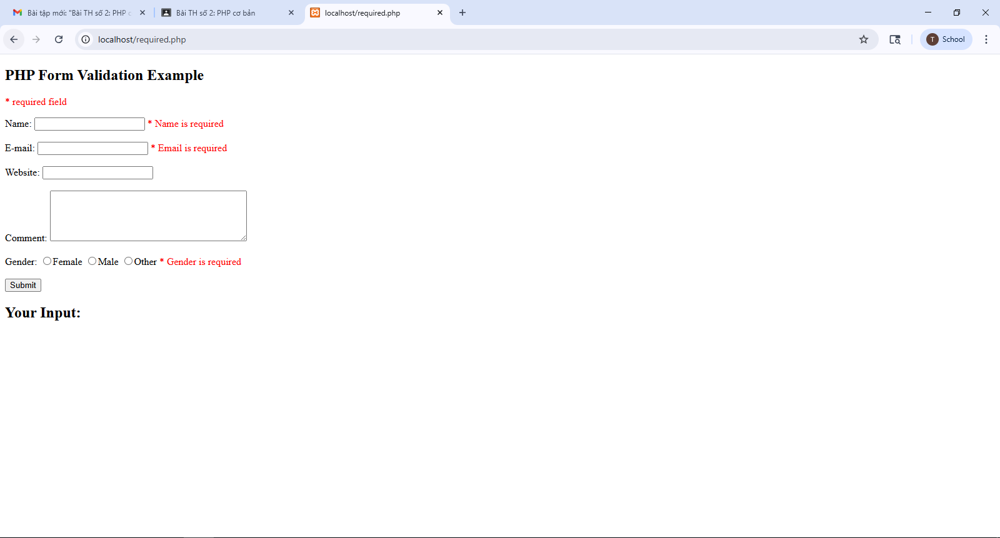 Bài tập mới: "Bài TH số 2: PHP c
Bài TH số 2: PHP cơ bản
localhost/required.php
localhost/required.php
T School
PHP Form Validation Example
* required field
Name: * Name is required
E-mail: * Email is required
Website:
Comment:
Gender: Female Male Other * Gender is required
Submit
Your Input: